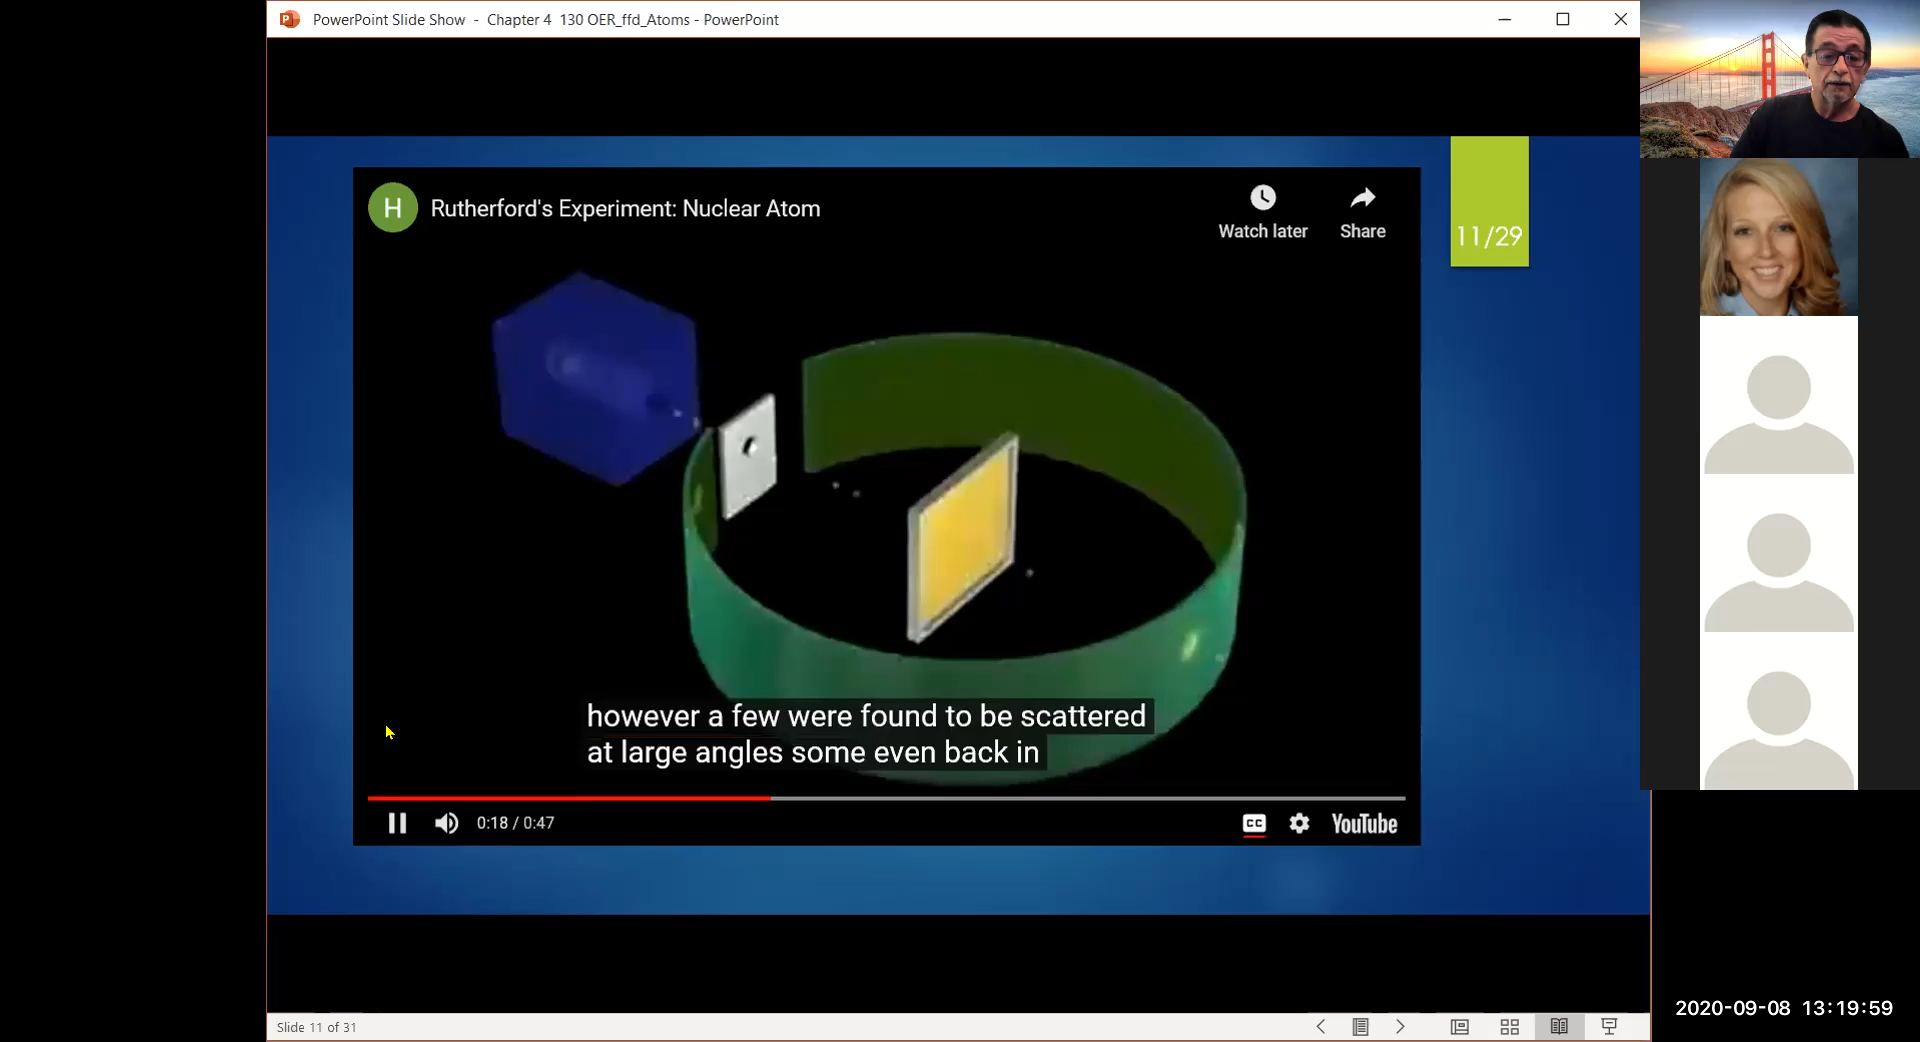 PowerPoint Slide Show - Chapter 4 130 OER_ffd_Atoms - PowerPoint
H
Rutherford's Experiment: Nuclear Atom
Watch later
Share
11/29
however a few were found to be scattered
at large angles some even back in
0:18 / 0:47
CC
YouTube
2020-09-08 13:19:59
Slide 11 of 31